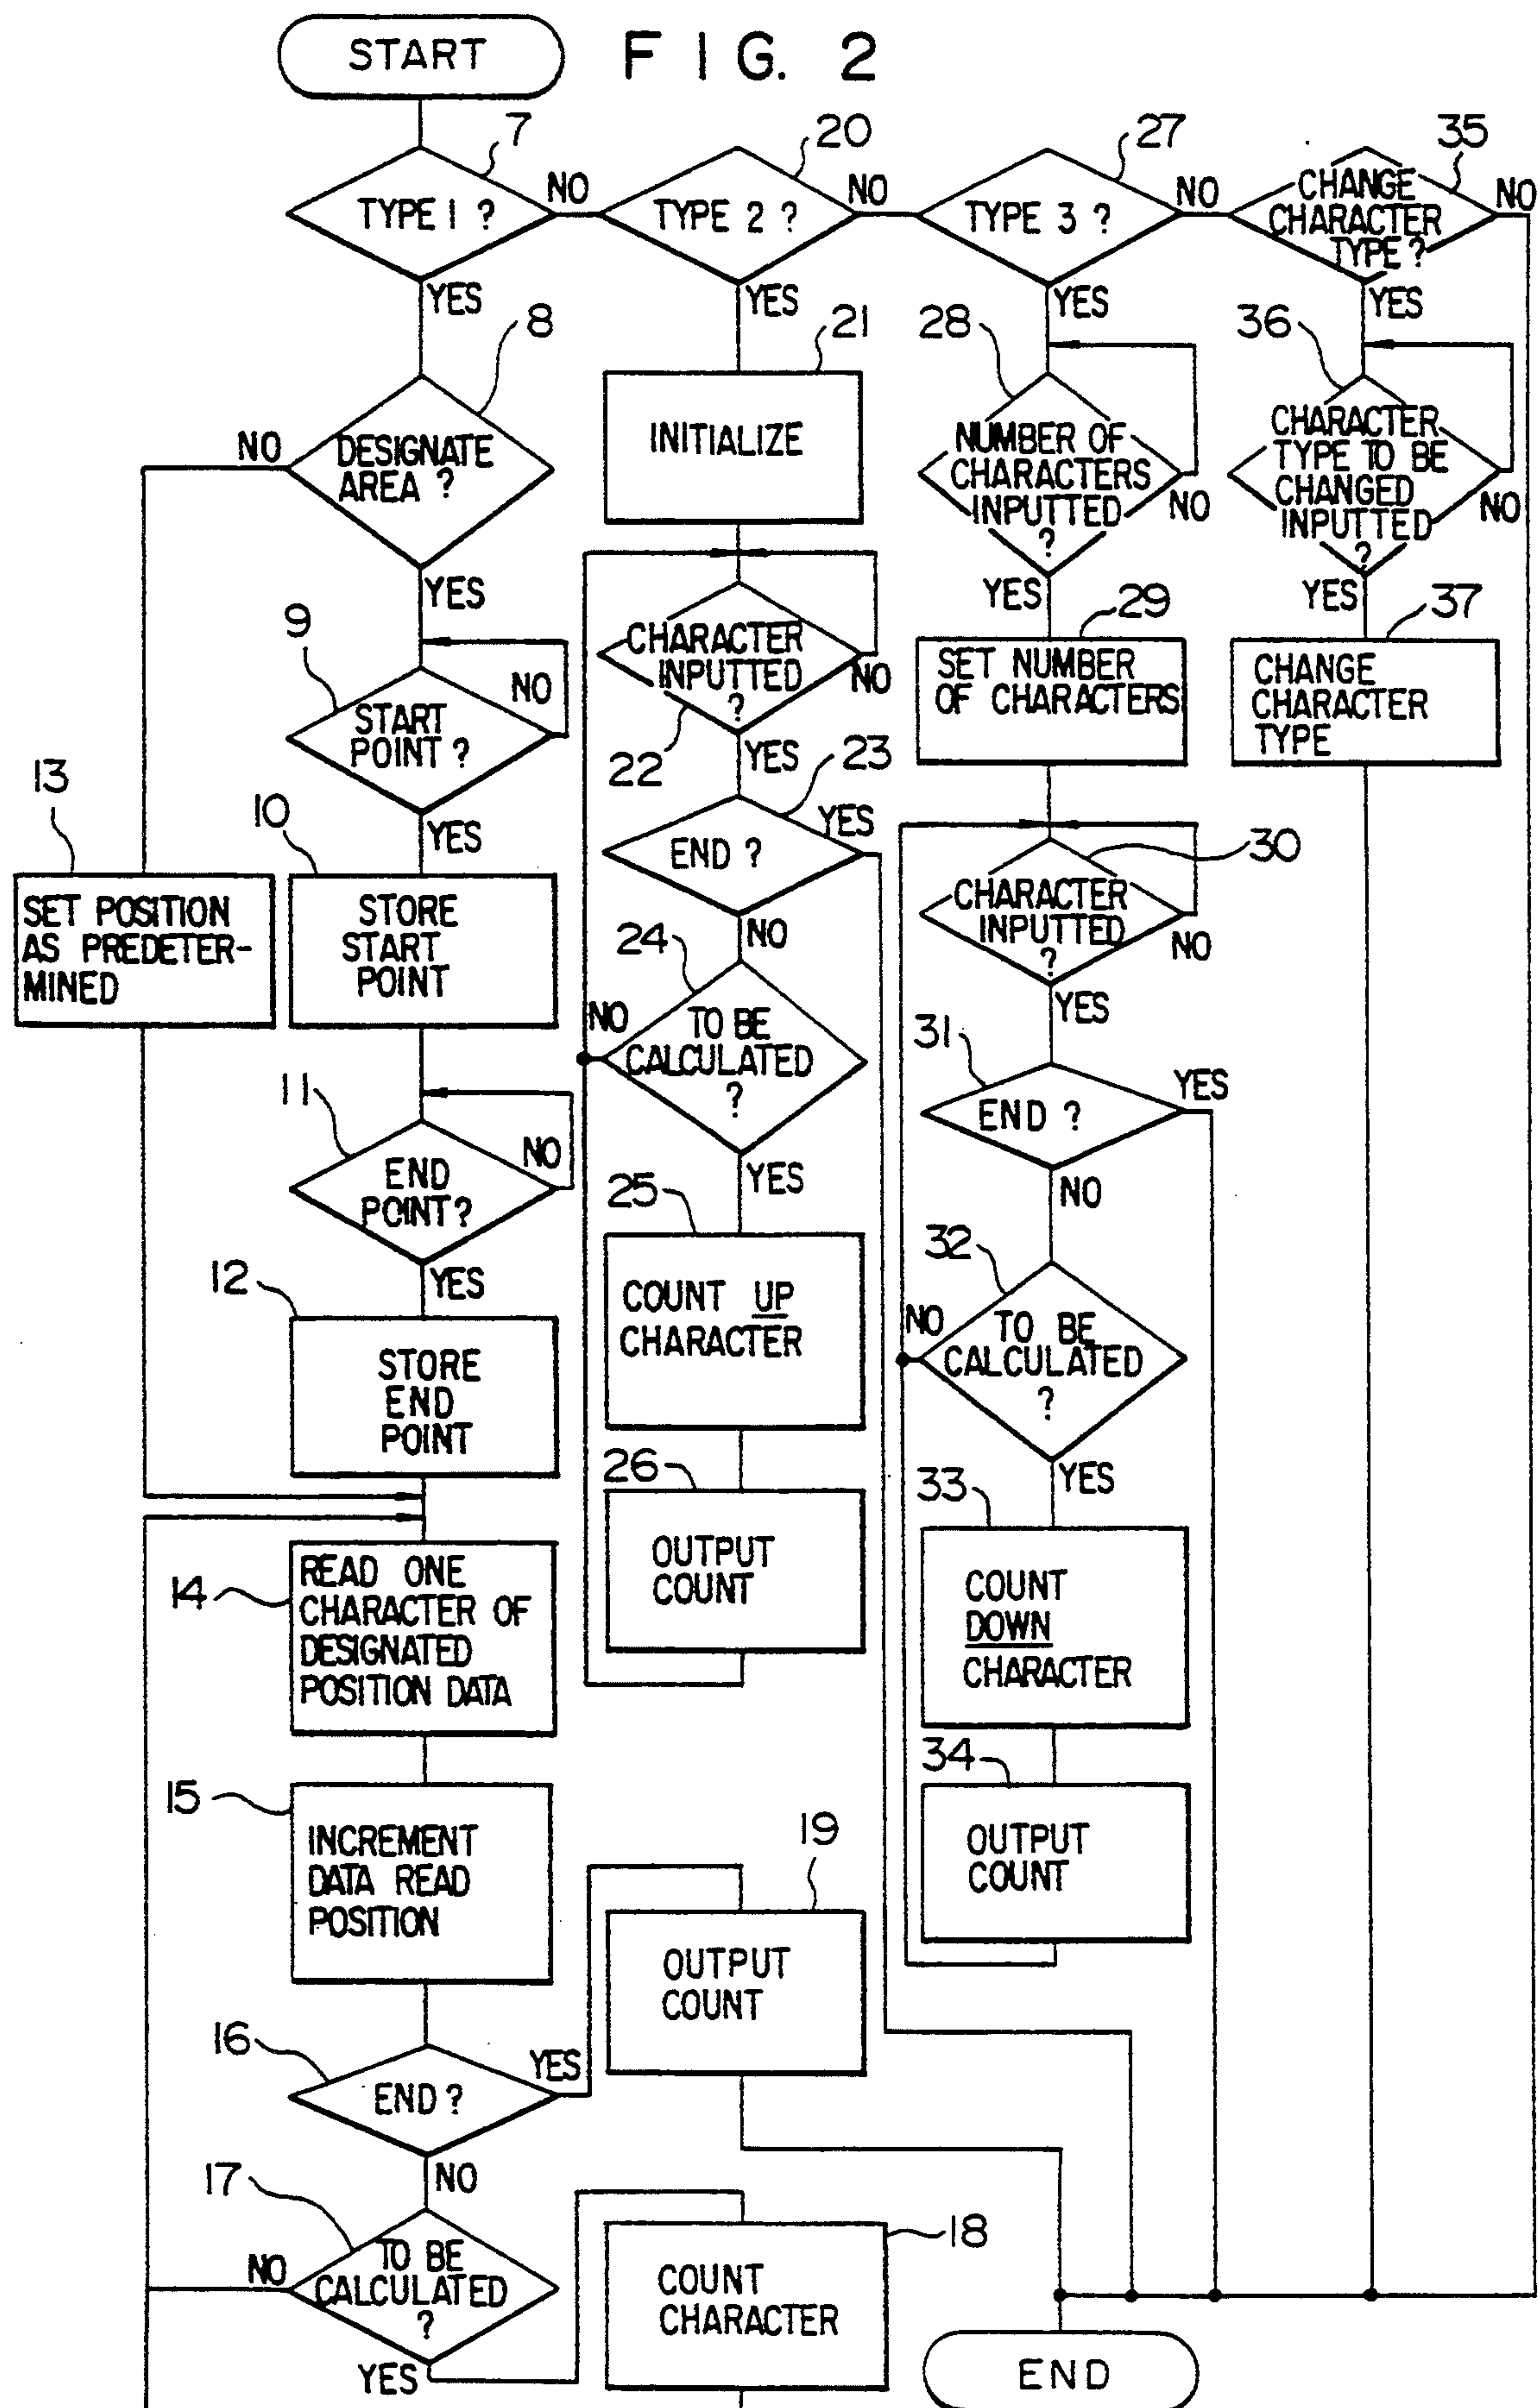 START
FIG. 2
7
TYPE 1 ?
NO
YES
20
TYPE 2 ?
NO
YES
27
TYPE 3 ?
NO
YES
35
CHANGE
CHARACTER
TYPE ?
NO
YES
8
DESIGNATE
AREA ?
NO
YES
9
START
POINT ?
NO
YES
13
SET POSITION
AS PREDETER-
MINED
10
STORE
START
POINT
11
END
POINT?
NO
YES
12
STORE
END
POINT
14
READ ONE
CHARACTER OF
DESIGNATED
POSITION DATA
15
INCREMENT
DATA READ
POSITION
16
END ?
YES
NO
17
TO BE
CALCULATED
?
NO
YES
21
INITIALIZE
CHARACTER
INPUTTED
?
NO
22
YES
23
END ?
YES
NO
24
TO BE
CALCULATED
?
NO
YES
25
COUNT UP
CHARACTER
26
OUTPUT
COUNT
19
OUTPUT
COUNT
18
COUNT
CHARACTER
28
NUMBER OF
CHARACTERS
INPUTTED
?
NO
YES
29
SET NUMBER
OF CHARACTERS
30
CHARACTER
INPUTTED
?
NO
YES
31
END ?
YES
NO
32
TO BE
CALCULATED
?
NO
YES
33
COUNT
DOWN
CHARACTER
34
OUTPUT
COUNT
36
CHARACTER
TYPE TO BE
CHANGED
INPUTTED
?
NO
YES
37
CHANGE
CHARACTER
TYPE
END